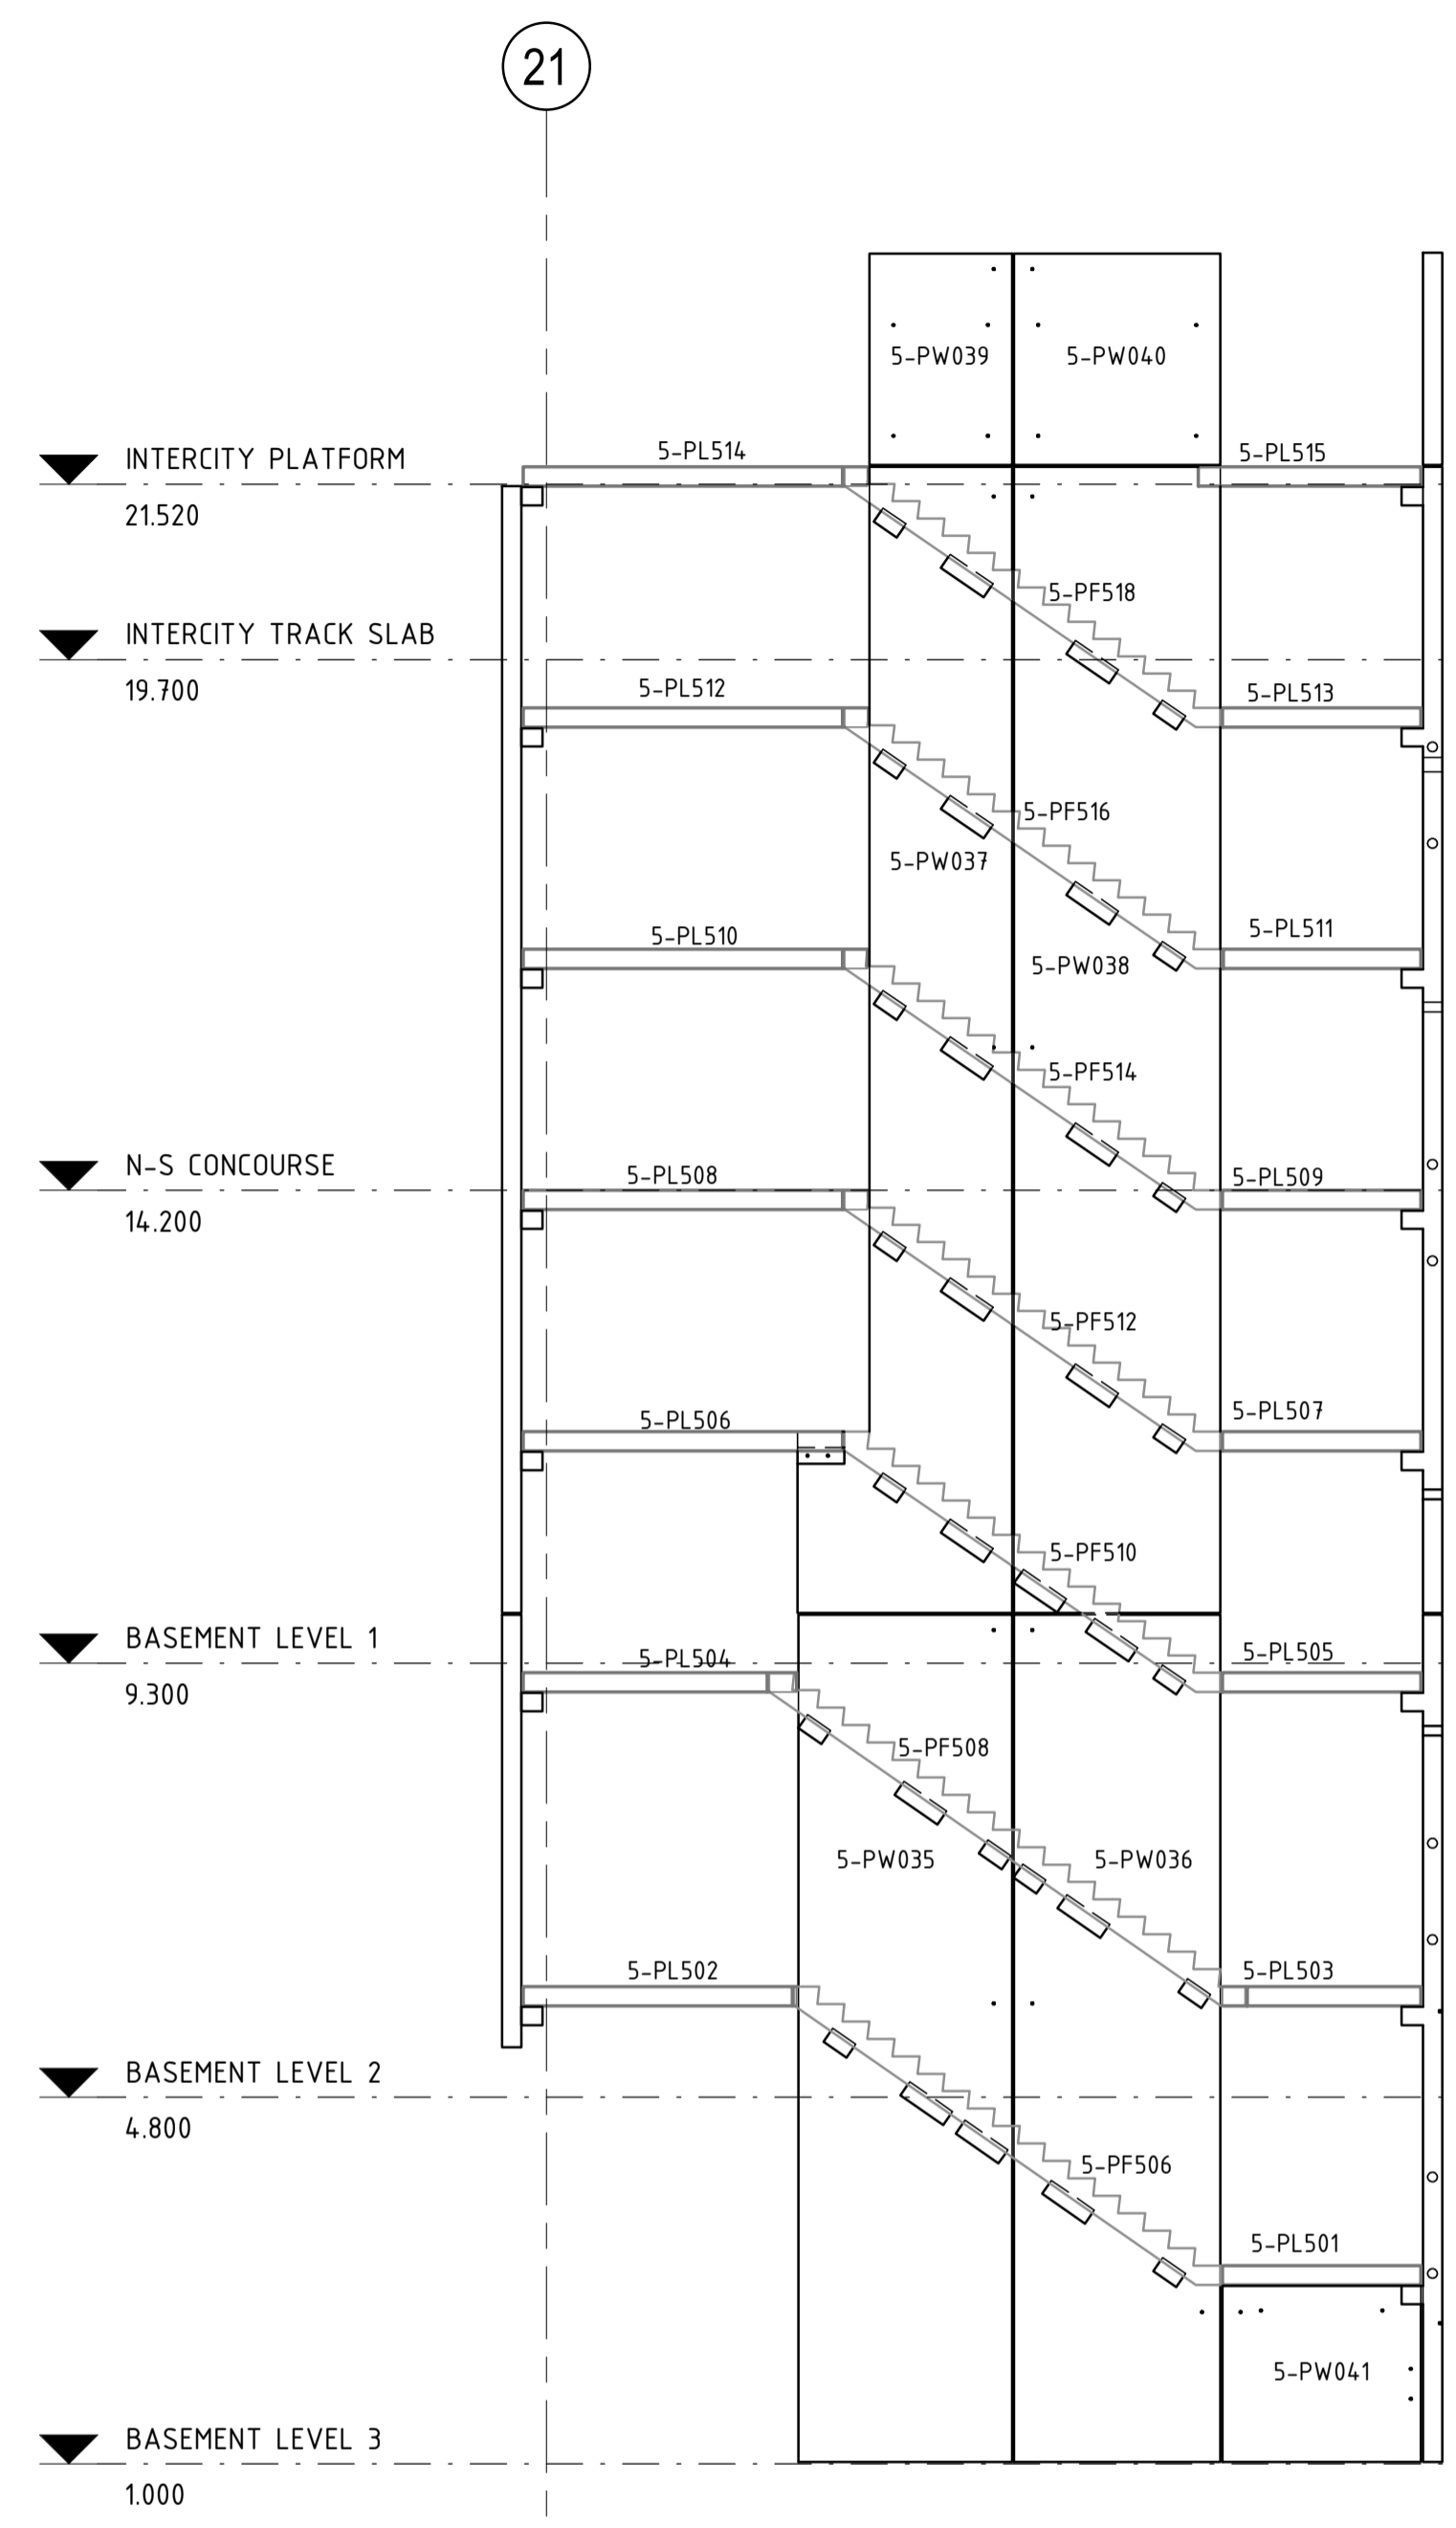 21
5-PW039
5-PW040
5-PL514
5-PL515
INTERCITY PLATFORM
21.520
5-PF518
INTERCITY TRACK SLAB
19.700
5-PL512
5-PL513
5-PF516
5-PW037
5-PL510
5-PL511
5-PW038
5-PF514
N-S CONCOURSE
14.200
5-PL508
5-PL509
5-PF512
5-PL506
5-PL507
5-PF510
BASEMENT LEVEL 1
9.300
5-PL504
5-PL505
5-PF508
5-PW035
5-PW036
5-PL502
5-PL503
BASEMENT LEVEL 2
4.800
5-PF506
5-PL501
5-PW041
BASEMENT LEVEL 3
1.000